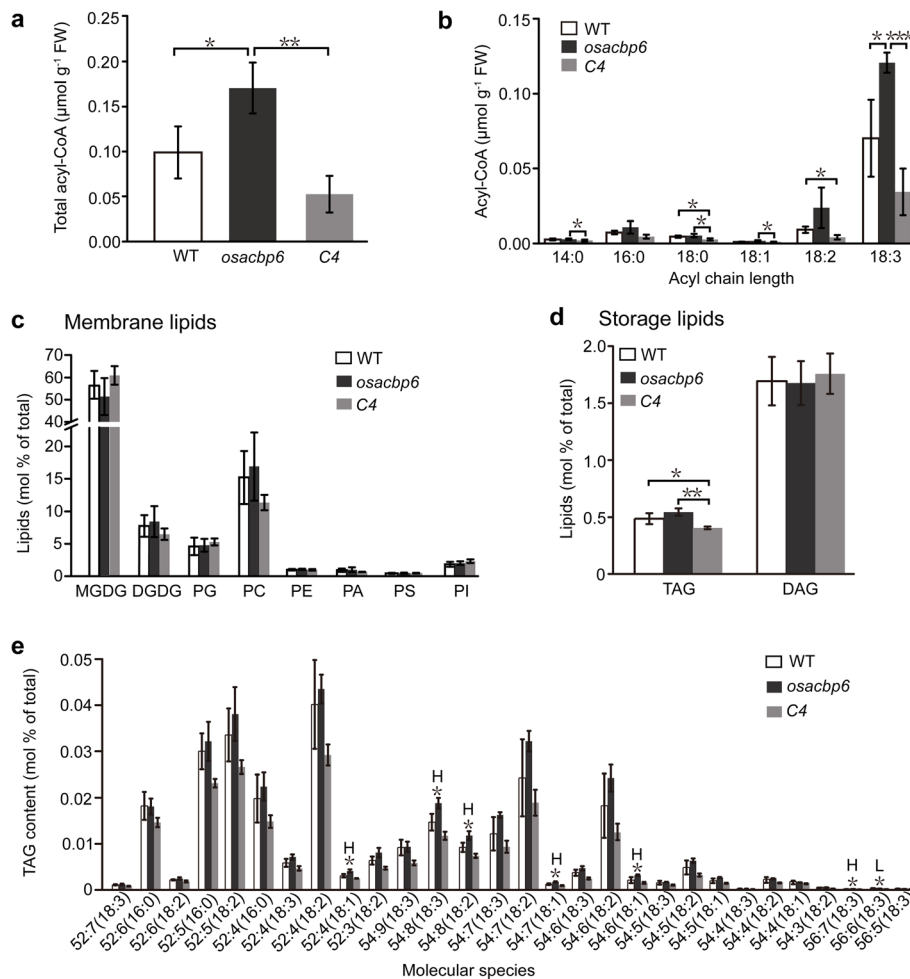 a
Total acyl-CoA (μmol g⁻¹ FW)
0.25
0.20
0.15
0.10
0.05
0.00
*
**
WT
osacbp6
C4
b
Acyl-CoA (μmol g⁻¹ FW)
0.15
0.10
0.05
0.00
WT
osacbp6
C4
*
*
*
*
*
*
***
14:0
16:0
18:0
18:1
18:2
18:3
Acyl chain length
c
Membrane lipids
Lipids (mol % of total)
70
60
50
40
20
15
10
5
0
WT
osacbp6
C4
MGDG
DGDG
PG
PC
PE
PA
PS
PI
d
Storage lipids
Lipids (mol % of total)
2.0
1.5
1.0
0.5
0
WT
osacbp6
C4
*
**
TAG
DAG
e
TAG content (mol % of total)
0.05
0.04
0.03
0.02
0.01
0
WT
osacbp6
C4
H
*
H
*
H
*
H
*
H
*
H
*
L
*
52:7(18:3)
52:6(16:0)
52:6(18:2)
52:5(16:0)
52:5(18:2)
52:4(16:0)
52:4(18:3)
52:4(18:2)
52:4(18:1)
52:3(18:2)
54:9(18:3)
54:8(18:3)
54:8(18:2)
54:7(18:3)
54:7(18:2)
54:7(18:1)
54:6(18:3)
54:6(18:2)
54:6(18:1)
54:5(18:3)
54:5(18:2)
54:5(18:1)
54:4(18:3)
54:4(18:2)
54:4(18:1)
54:3(18:2)
56:7(18:3)
56:6(18:3)
56:5(18:3)
Molecular species